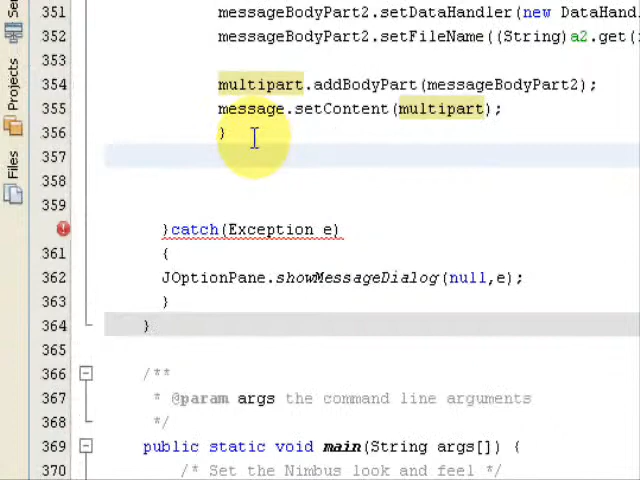 351 messageBodyPart2.setDataHandler(new DataHand
352 messageBodyPart2.setFileName((String)a2.get(
353
354 multipart.addBodyPart(messageBodyPart2);
355 message.setContent(multipart);
356 }
357
358
359
}catch(Exception e)
361 {
362 JOptionPane.showMessageDialog(null,e);
363 }
364 }
365
366 /**
367 * @param args the command line arguments
368 */
369 public static void main(String args[]) {
370 /* Set the Nimbus look and feel */
Projects
Files